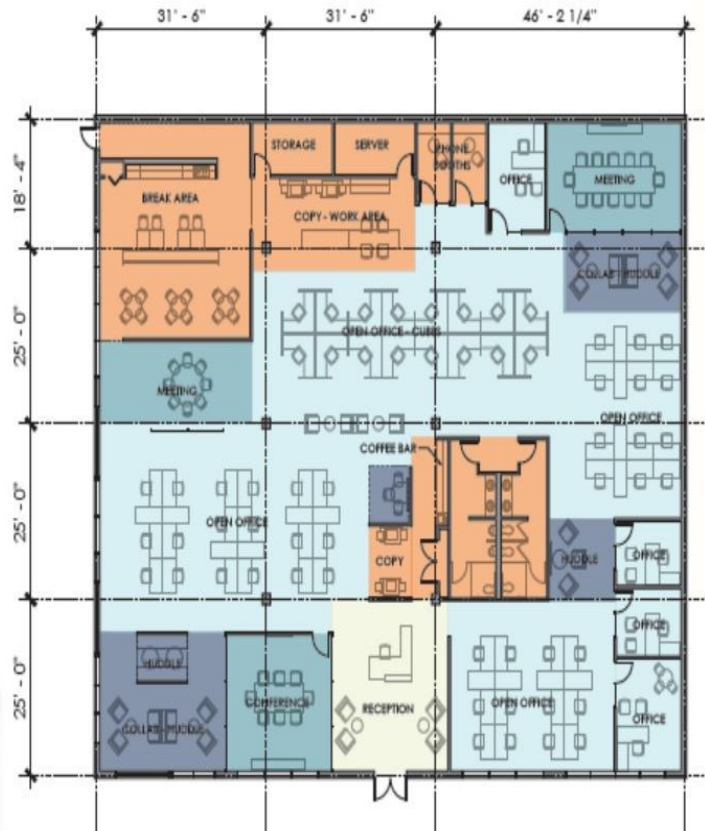 31' - 6"
31' - 6"
46' - 2 1/4"
18' - 4"
25' - 0"
25' - 0"
25' - 0"
STORAGE
SERVER
PHONE
BOOTHS
OFFICE
MEETING
BREAK AREA
COPY - WORK AREA
COLLAB - HUDDLE
OPEN OFFICE - CUBES
MEETING
OPEN OFFICE
COFFEE BAR
OPEN OFFICE
COPY
HUDDLE
OFFICE
OFFICE
HUDDLE
CONFERENCE
RECEPTION
OPEN OFFICE
OFFICE
COLLAB - HUDDLE